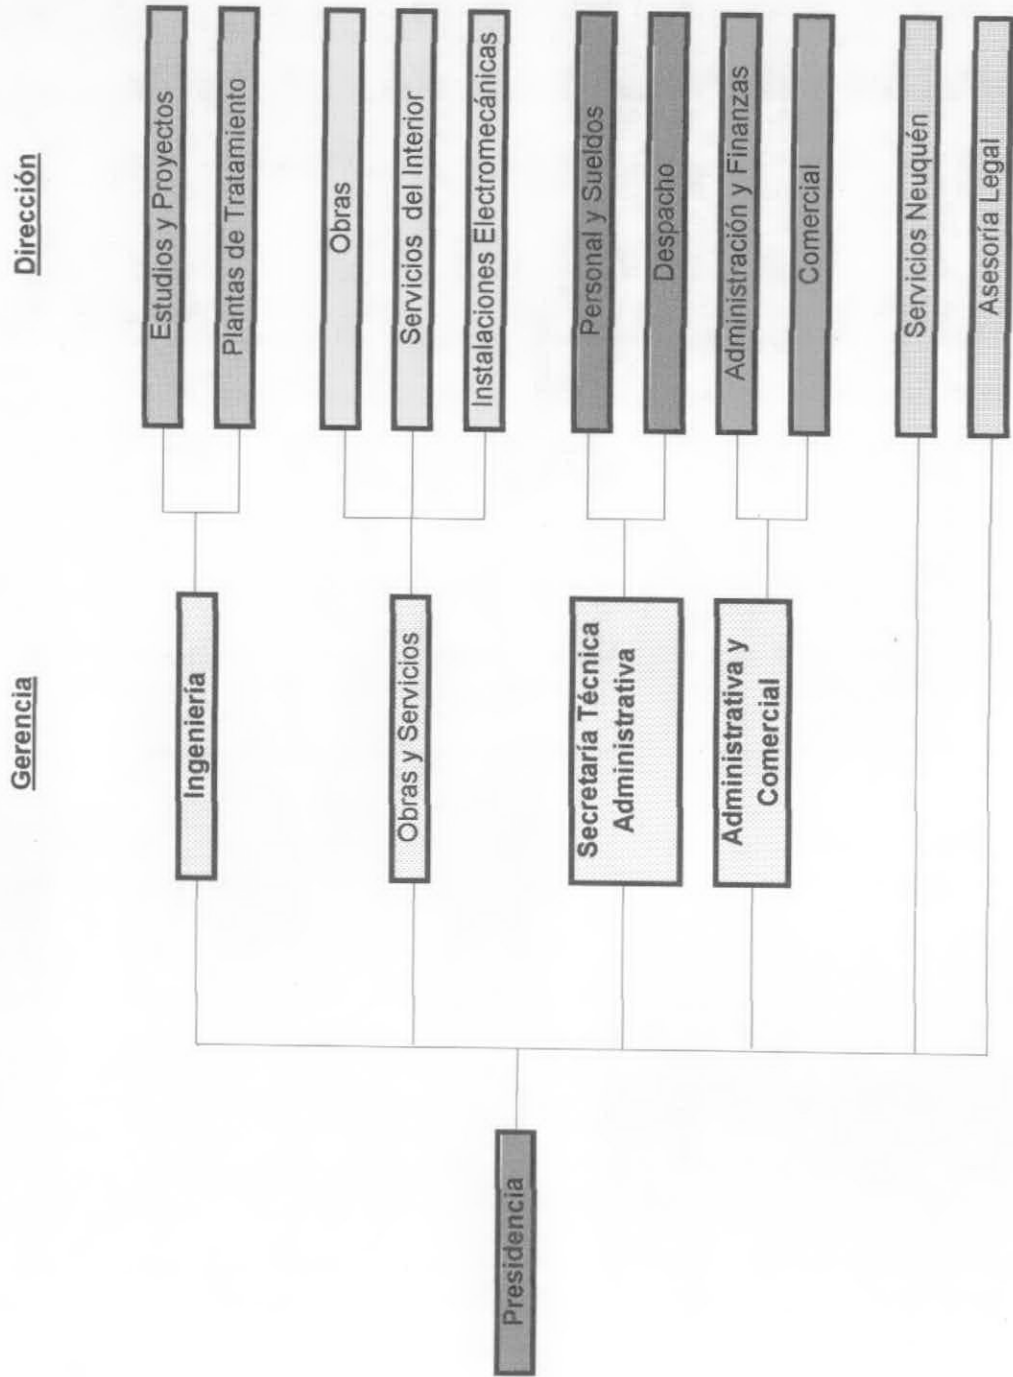 Gerencia
Dirección
Presidencia
Ingeniería
Obras y Servicios
Secretaría Técnica
Administrativa
Administrativa y
Comercial
Estudios y Proyectos
Plantas de Tratamiento
Obras
Servicios del Interior
Instalaciones Electromecánicas
Personal y Sueldos
Despacho
Administración y Finanzas
Comercial
Servicios Neuquén
Asesoría Legal